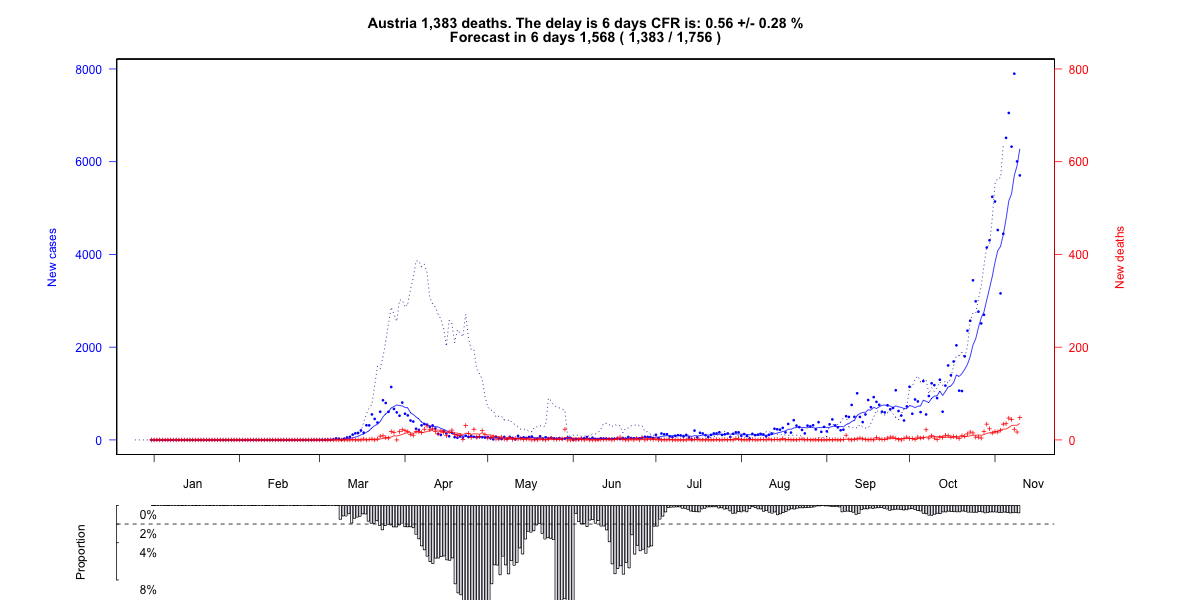 Austria 1,383 deaths. The delay is 6 days CFR is: 0.56 +/- 0.28 %
Forecast in 6 days 1,568 ( 1,383 / 1,756 )
8000
6000
4000
2000
0
New cases
800
600
400
200
0
New deaths
Jan Feb Mar Apr May Jun Jul Aug Sep Oct Nov
Proportion
0%
2%
4%
8%